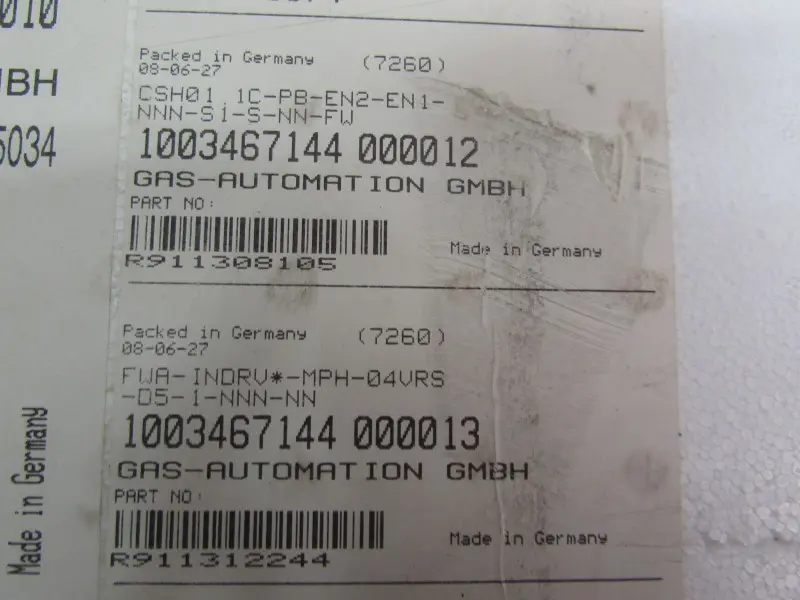 010
BH
5034
Made in Germany
Packed in Germany (7260)
08-06-27
CSH01.1C-PB-EN2-EN1-
NNN-S1-S-NN-FW
1003467144 000012
GAS-AUTOMATION GMBH
PART NO:
Made in Germany
R911308105
Packed in Germany (7260)
08-06-27
FWA-INDRV*-MPH-04VRS
-D5-1-NNN-NN
1003467144 000013
GAS-AUTOMATION GMBH
PART NO:
Made in Germany
R911312244